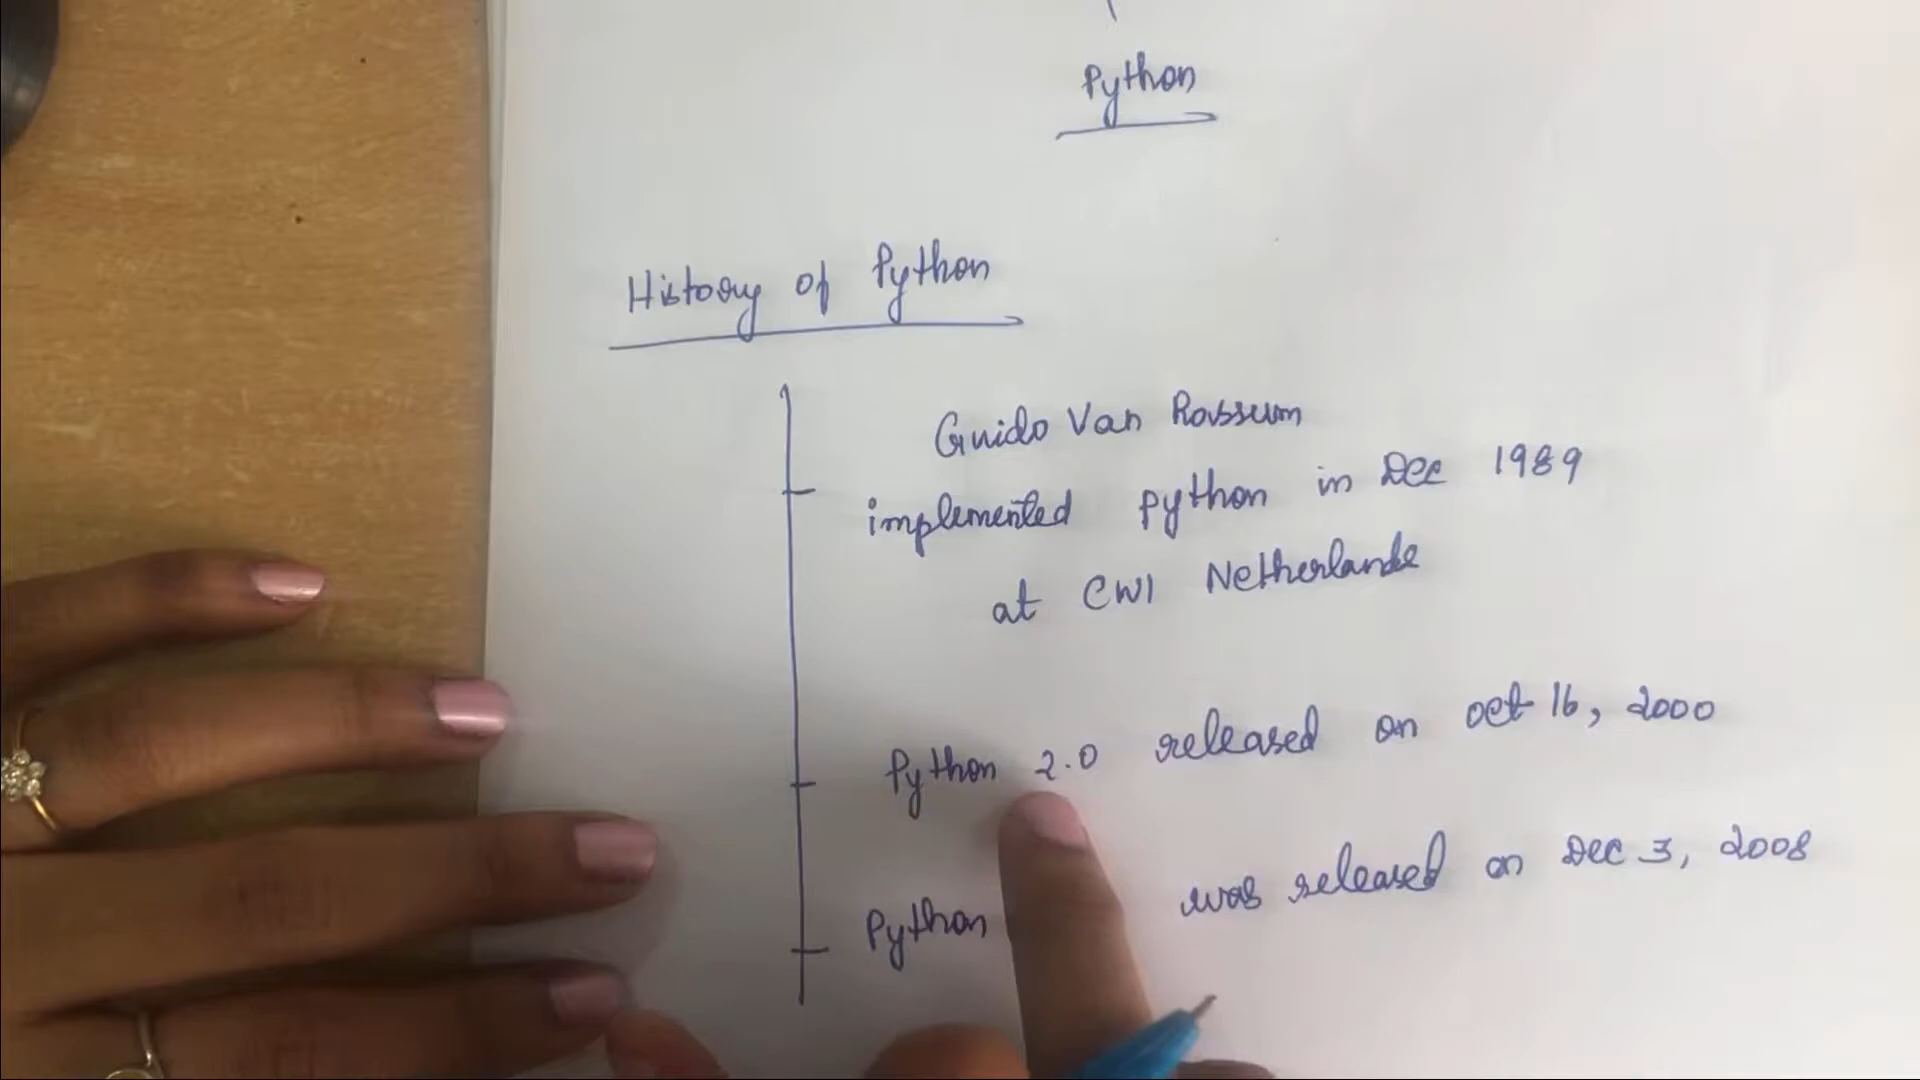 Python
History of Python
Guido Van Rossum
implemented python in Dec 1989
at CWI Netherlands
Python 2.0 released on oct 16, 2000
Python was released on Dec 3, 2008